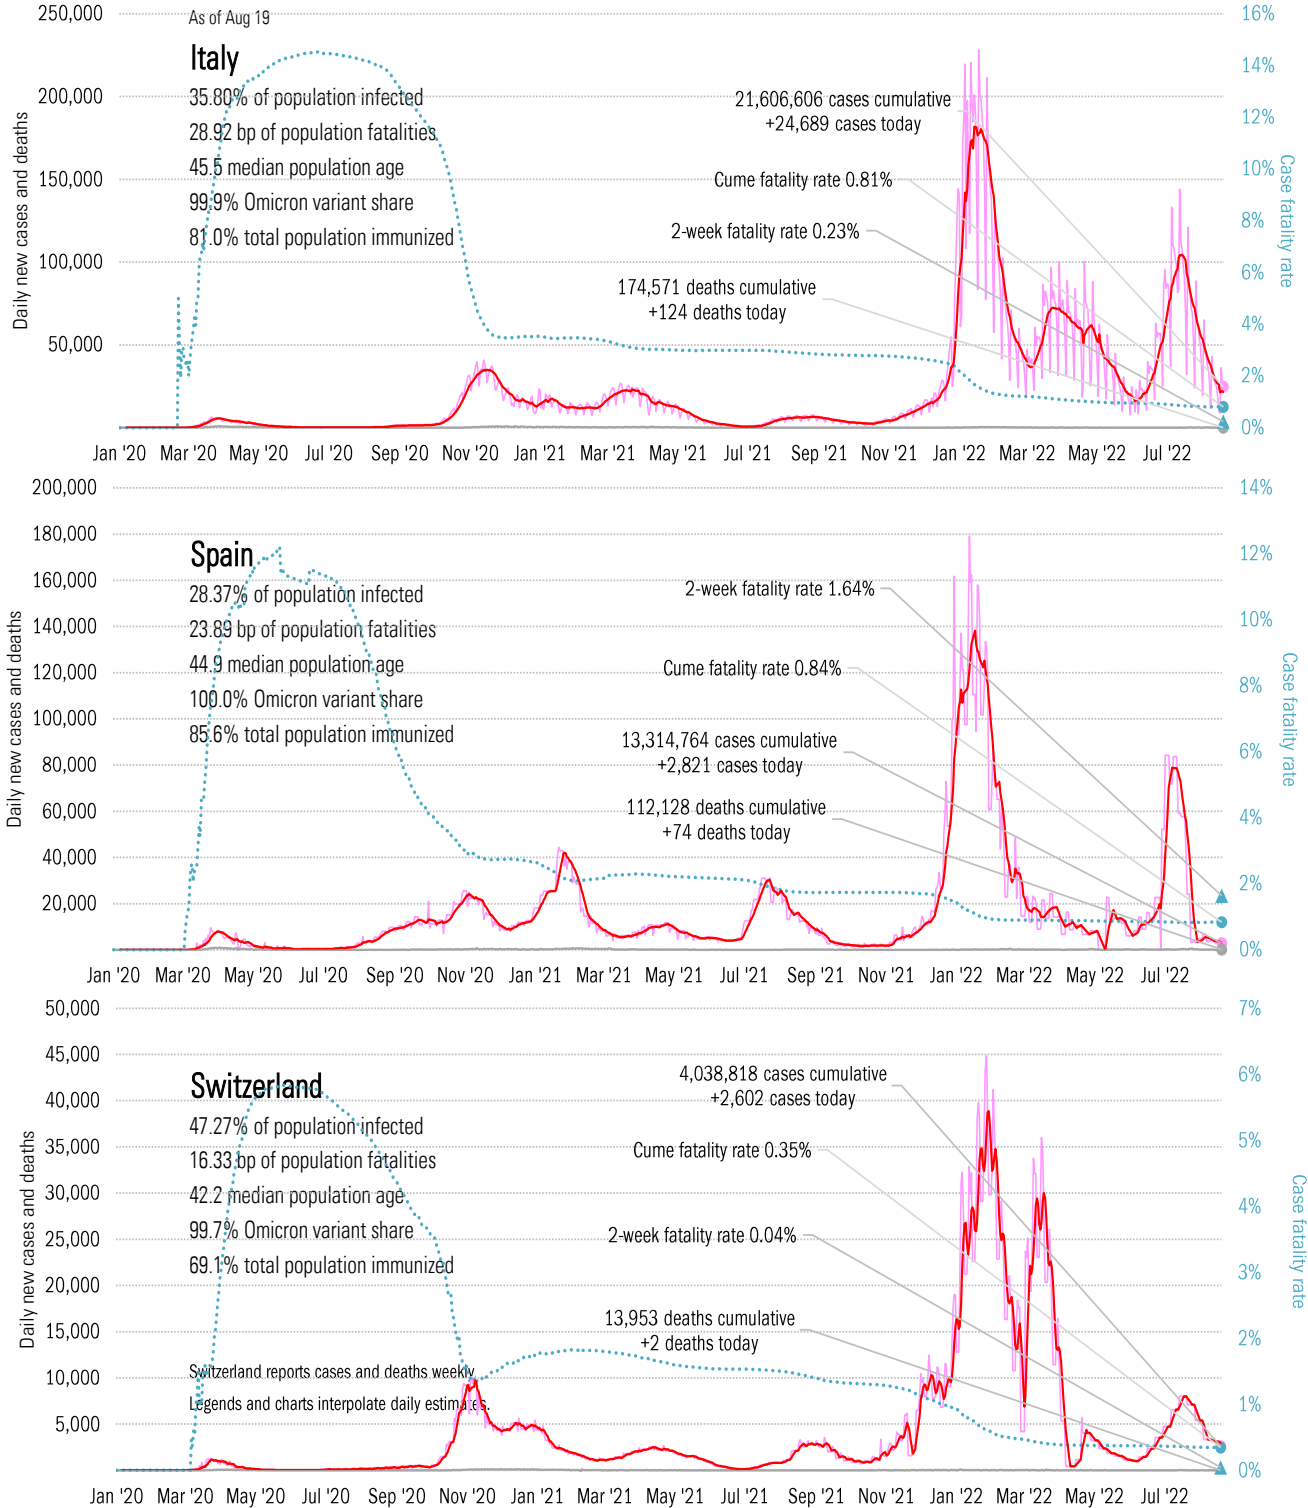 As of Aug 19
Italy
35.80% of population infected
28.92 bp of population fatalities
45.5 median population age
99.9% Omicron variant share
81.0% total population immunized
21,606,606 cases cumulative
+24,689 cases today
Cume fatality rate 0.81%
2-week fatality rate 0.23%
174,571 deaths cumulative
+124 deaths today
Daily new cases and deaths
250,000
200,000
150,000
100,000
50,000
16%
14%
12%
10%
8%
6%
4%
2%
0%
Case fatality rate
Jan '20 Mar '20 May '20 Jul '20 Sep '20 Nov '20 Jan '21 Mar '21 May '21 Jul '21 Sep '21 Nov '21 Jan '22 Mar '22 May '22 Jul '22
Spain
28.37% of population infected
23.89 bp of population fatalities
44.9 median population age
100.0% Omicron variant share
85.6% total population immunized
2-week fatality rate 1.64%
Cume fatality rate 0.84%
13,314,764 cases cumulative
+2,821 cases today
112,128 deaths cumulative
+74 deaths today
Daily new cases and deaths
200,000
180,000
160,000
140,000
120,000
100,000
80,000
60,000
40,000
20,000
14%
12%
10%
8%
6%
4%
2%
0%
Case fatality rate
Jan '20 Mar '20 May '20 Jul '20 Sep '20 Nov '20 Jan '21 Mar '21 May '21 Jul '21 Sep '21 Nov '21 Jan '22 Mar '22 May '22 Jul '22
Switzerland
47.27% of population infected
16.33 bp of population fatalities
42.2 median population age
99.7% Omicron variant share
69.1% total population immunized
4,038,818 cases cumulative
+2,602 cases today
Cume fatality rate 0.35%
2-week fatality rate 0.04%
13,953 deaths cumulative
+2 deaths today
Switzerland reports cases and deaths weekly.
Legends and charts interpolate daily estimates.
Daily new cases and deaths
50,000
45,000
40,000
35,000
30,000
25,000
20,000
15,000
10,000
5,000
7%
6%
5%
4%
3%
2%
1%
0%
Case fatality rate
Jan '20 Mar '20 May '20 Jul '20 Sep '20 Nov '20 Jan '21 Mar '21 May '21 Jul '21 Sep '21 Nov '21 Jan '22 Mar '22 May '22 Jul '22